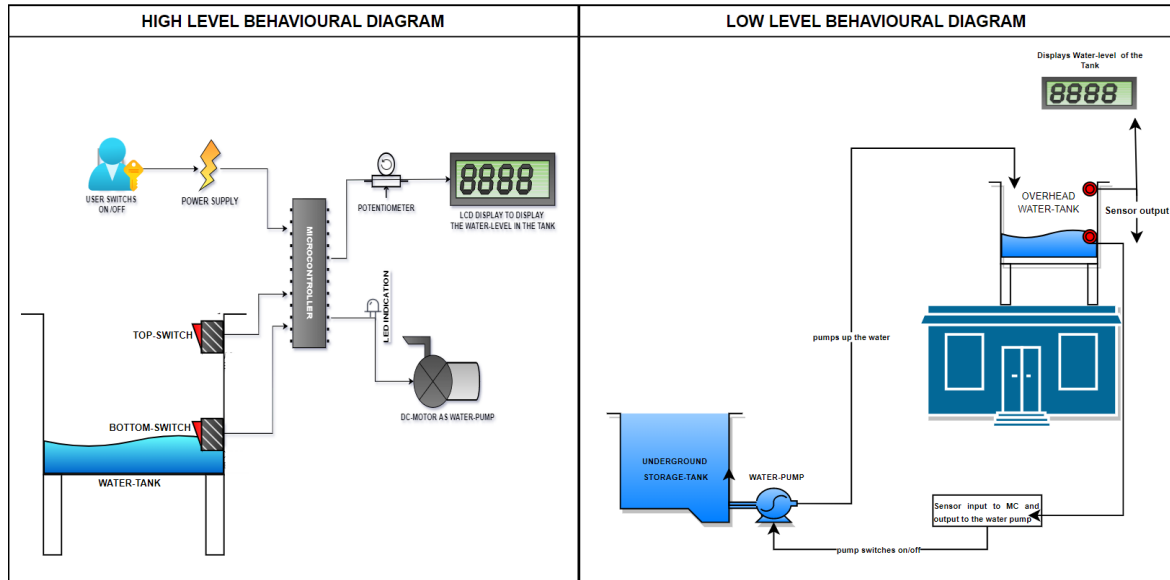 HIGH LEVEL BEHAVIOURAL DIAGRAM
USER SWITCHS
ON /OFF
POWER SUPPLY
MICROCONTROLLER
POTENTIOMETER
8888
LCD DISPLAY TO DISPLAY
THE WATER-LEVEL IN THE TANK
LED INDICATION
TOP-SWITCH
BOTTOM-SWITCH
WATER-TANK
DC-MOTOR AS WATER-PUMP
LOW LEVEL BEHAVIOURAL DIAGRAM
Displays Water-level of the
Tank
8888
OVERHEAD
WATER-TANK
Sensor output
pumps up the water
UNDERGROUND
STORAGE-TANK
WATER-PUMP
Sensor input to MC and
output to the water pump
pump switches on/off